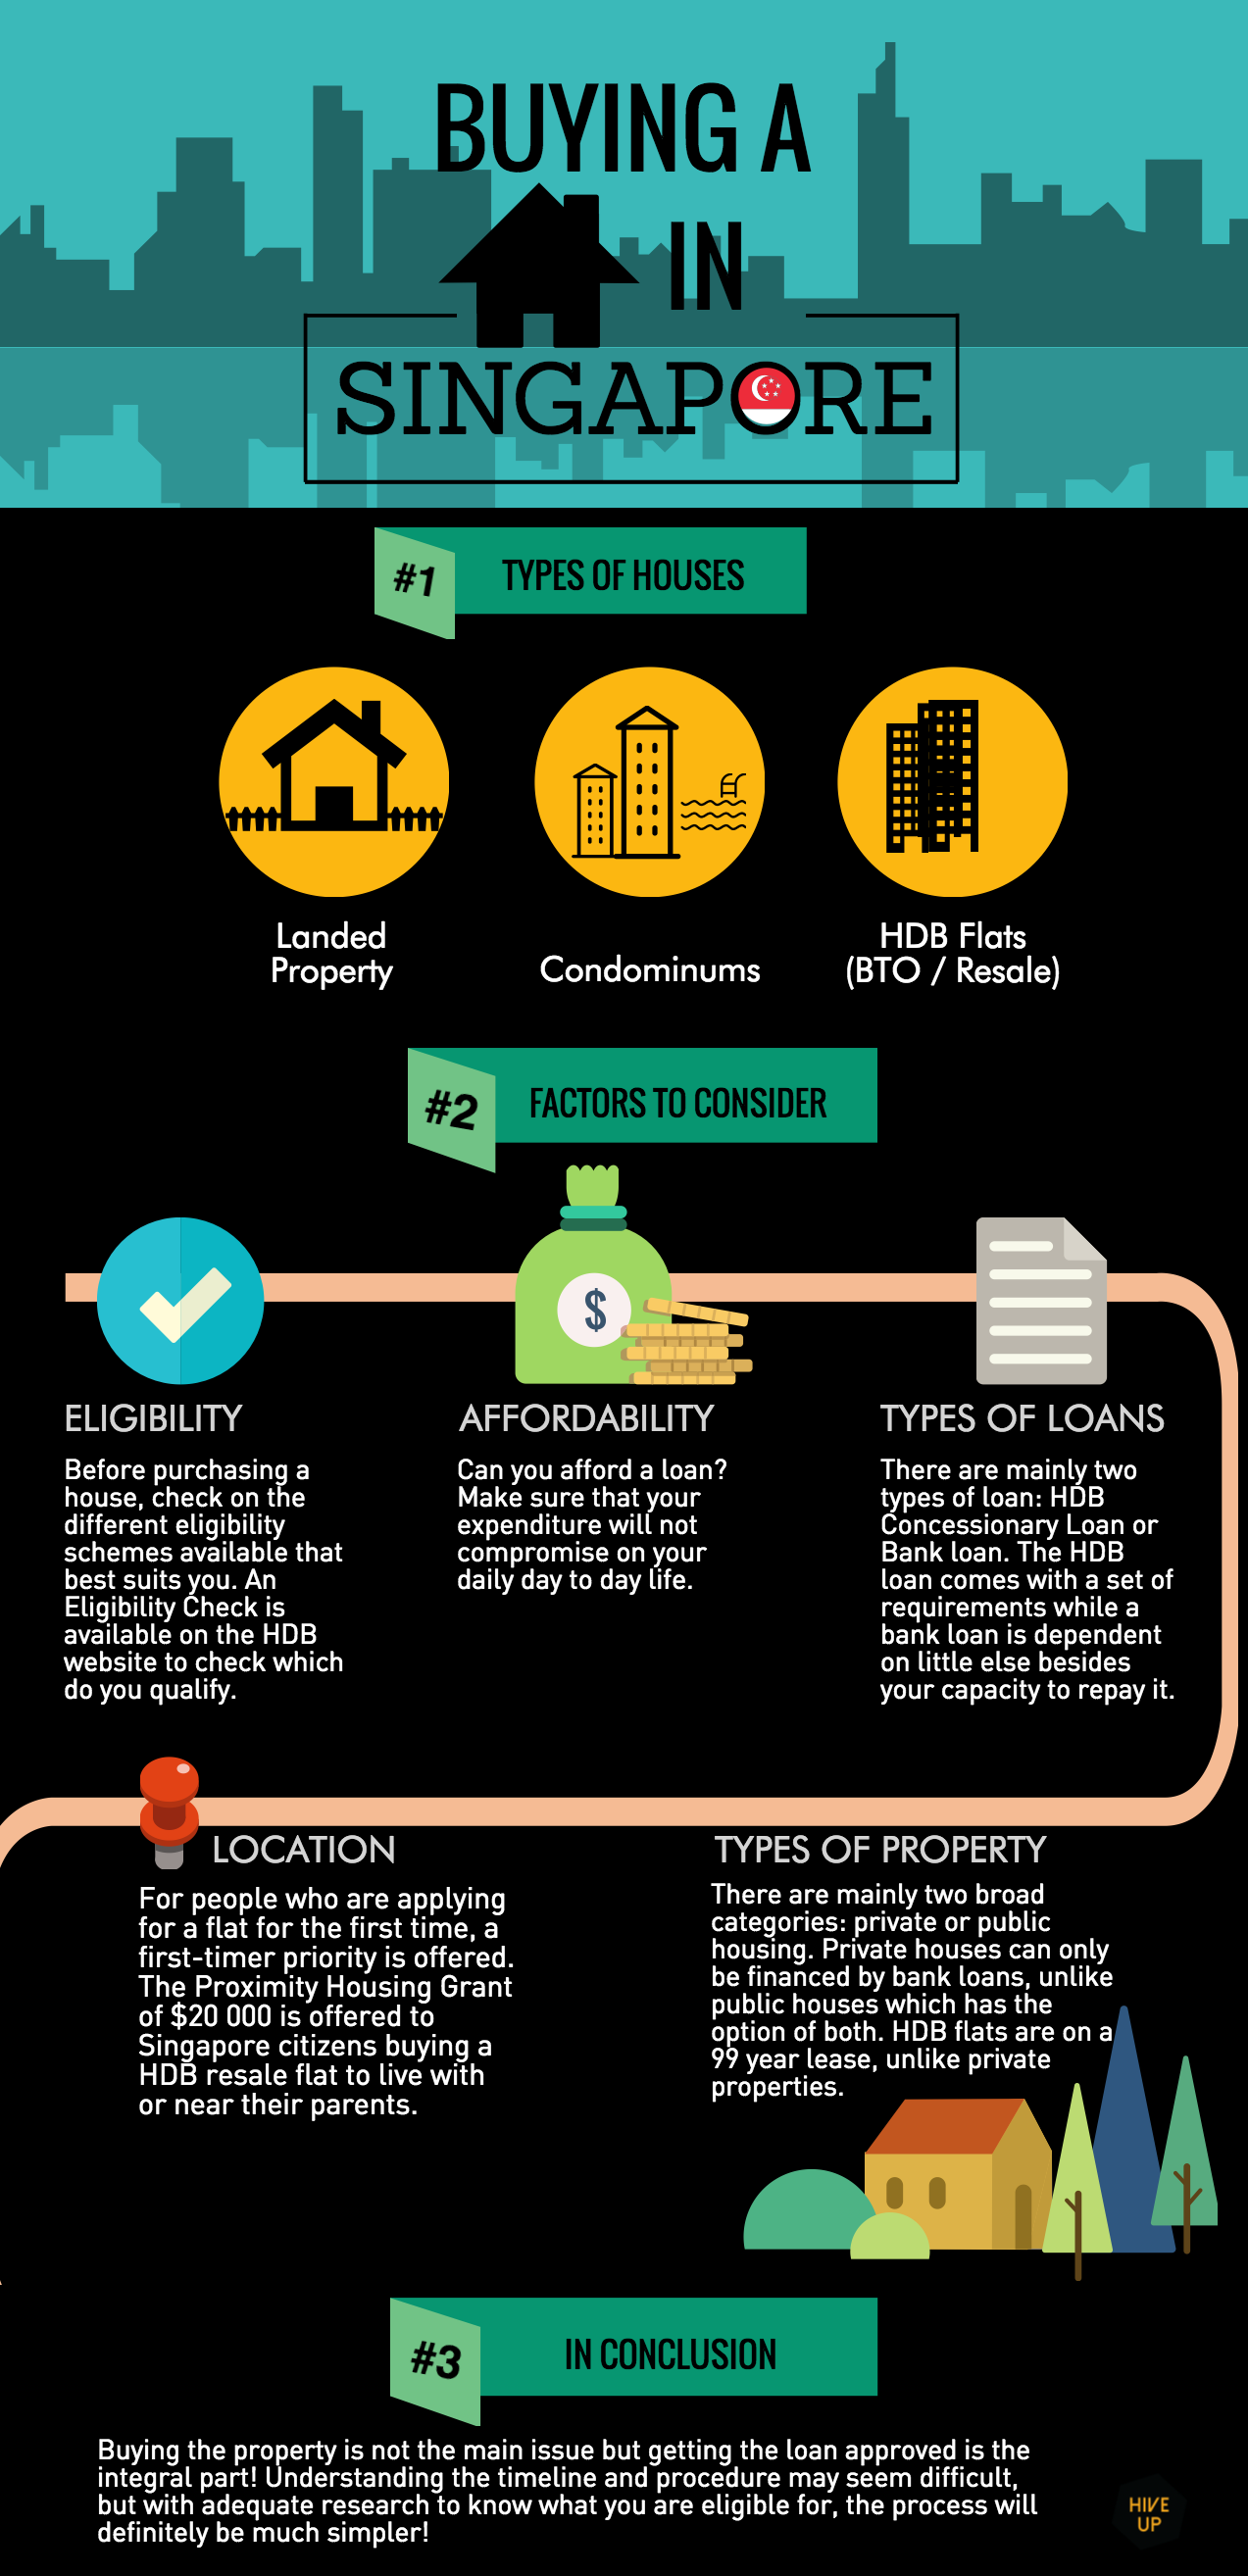 BUYING A
IN
SINGAPORE
#1
TYPES OF HOUSES
Landed
Property
Condominums
HDB Flats
(BTO / Resale)
#2
FACTORS TO CONSIDER
$
ELIGIBILITY
Before purchasing a
house, check on the
different eligibility
schemes available that
best suits you. An
Eligibility Check is
available on the HDB
website to check which
do you qualify.
AFFORDABILITY
Can you afford a loan?
Make sure that your
expenditure will not
compromise on your
daily day to day life.
TYPES OF LOANS
There are mainly two
types of loan: HDB
Concessionary Loan or
Bank loan. The HDB
loan comes with a set of
requirements while a
bank loan is dependent
on little else besides
your capacity to repay it.
LOCATION
For people who are applying
for a flat for the first time, a
first-timer priority is offered.
The Proximity Housing Grant
of $20 000 is offered to
Singapore citizens buying a
HDB resale flat to live with
or near their parents.
TYPES OF PROPERTY
There are mainly two broad
categories: private or public
housing. Private houses can only
be financed by bank loans, unlike
public houses which has the
option of both. HDB flats are on a
99 year lease, unlike private
properties.
#3
IN CONCLUSION
Buying the property is not the main issue but getting the loan approved is the
integral part! Understanding the timeline and procedure may seem difficult,
but with adequate research to know what you are eligible for, the process will
definitely be much simpler!
HIVE
UP